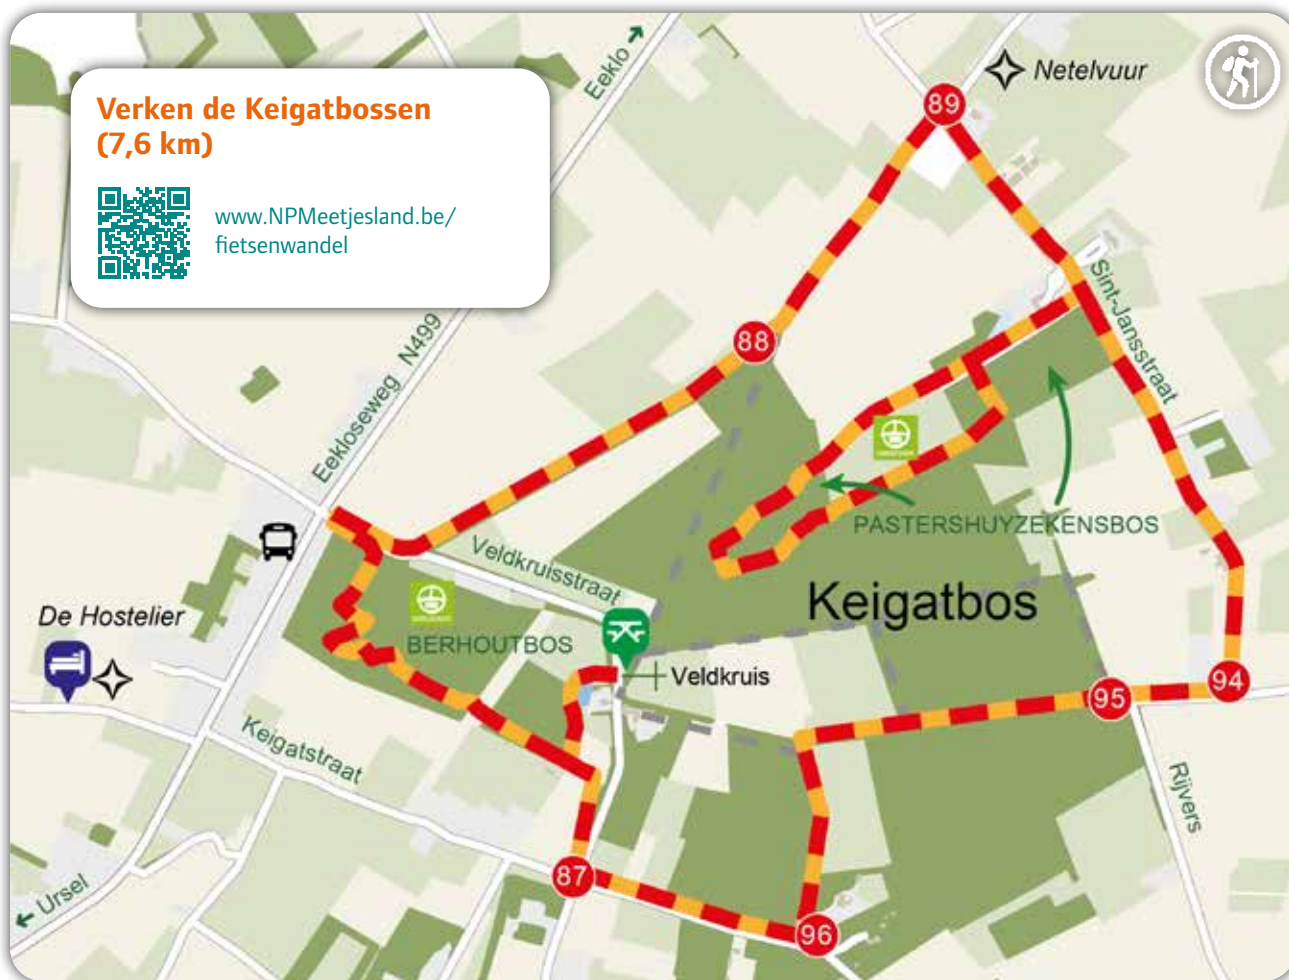 Verken de Keigatbossen
(7,6 km)
www.NPMeetjesland.be/
fietsenwandel
Eeklo
Netelvuur
89
Sint-Jansstraat
88
Eekloseweg N499
PASTERSHUYZEKENSBOS
Veldkruisstraat
Keigatbos
De Hostelier
BERHOUTBOS
Veldkruis
94
95
Keigatstraat
Rijvers
87
Ursel
96